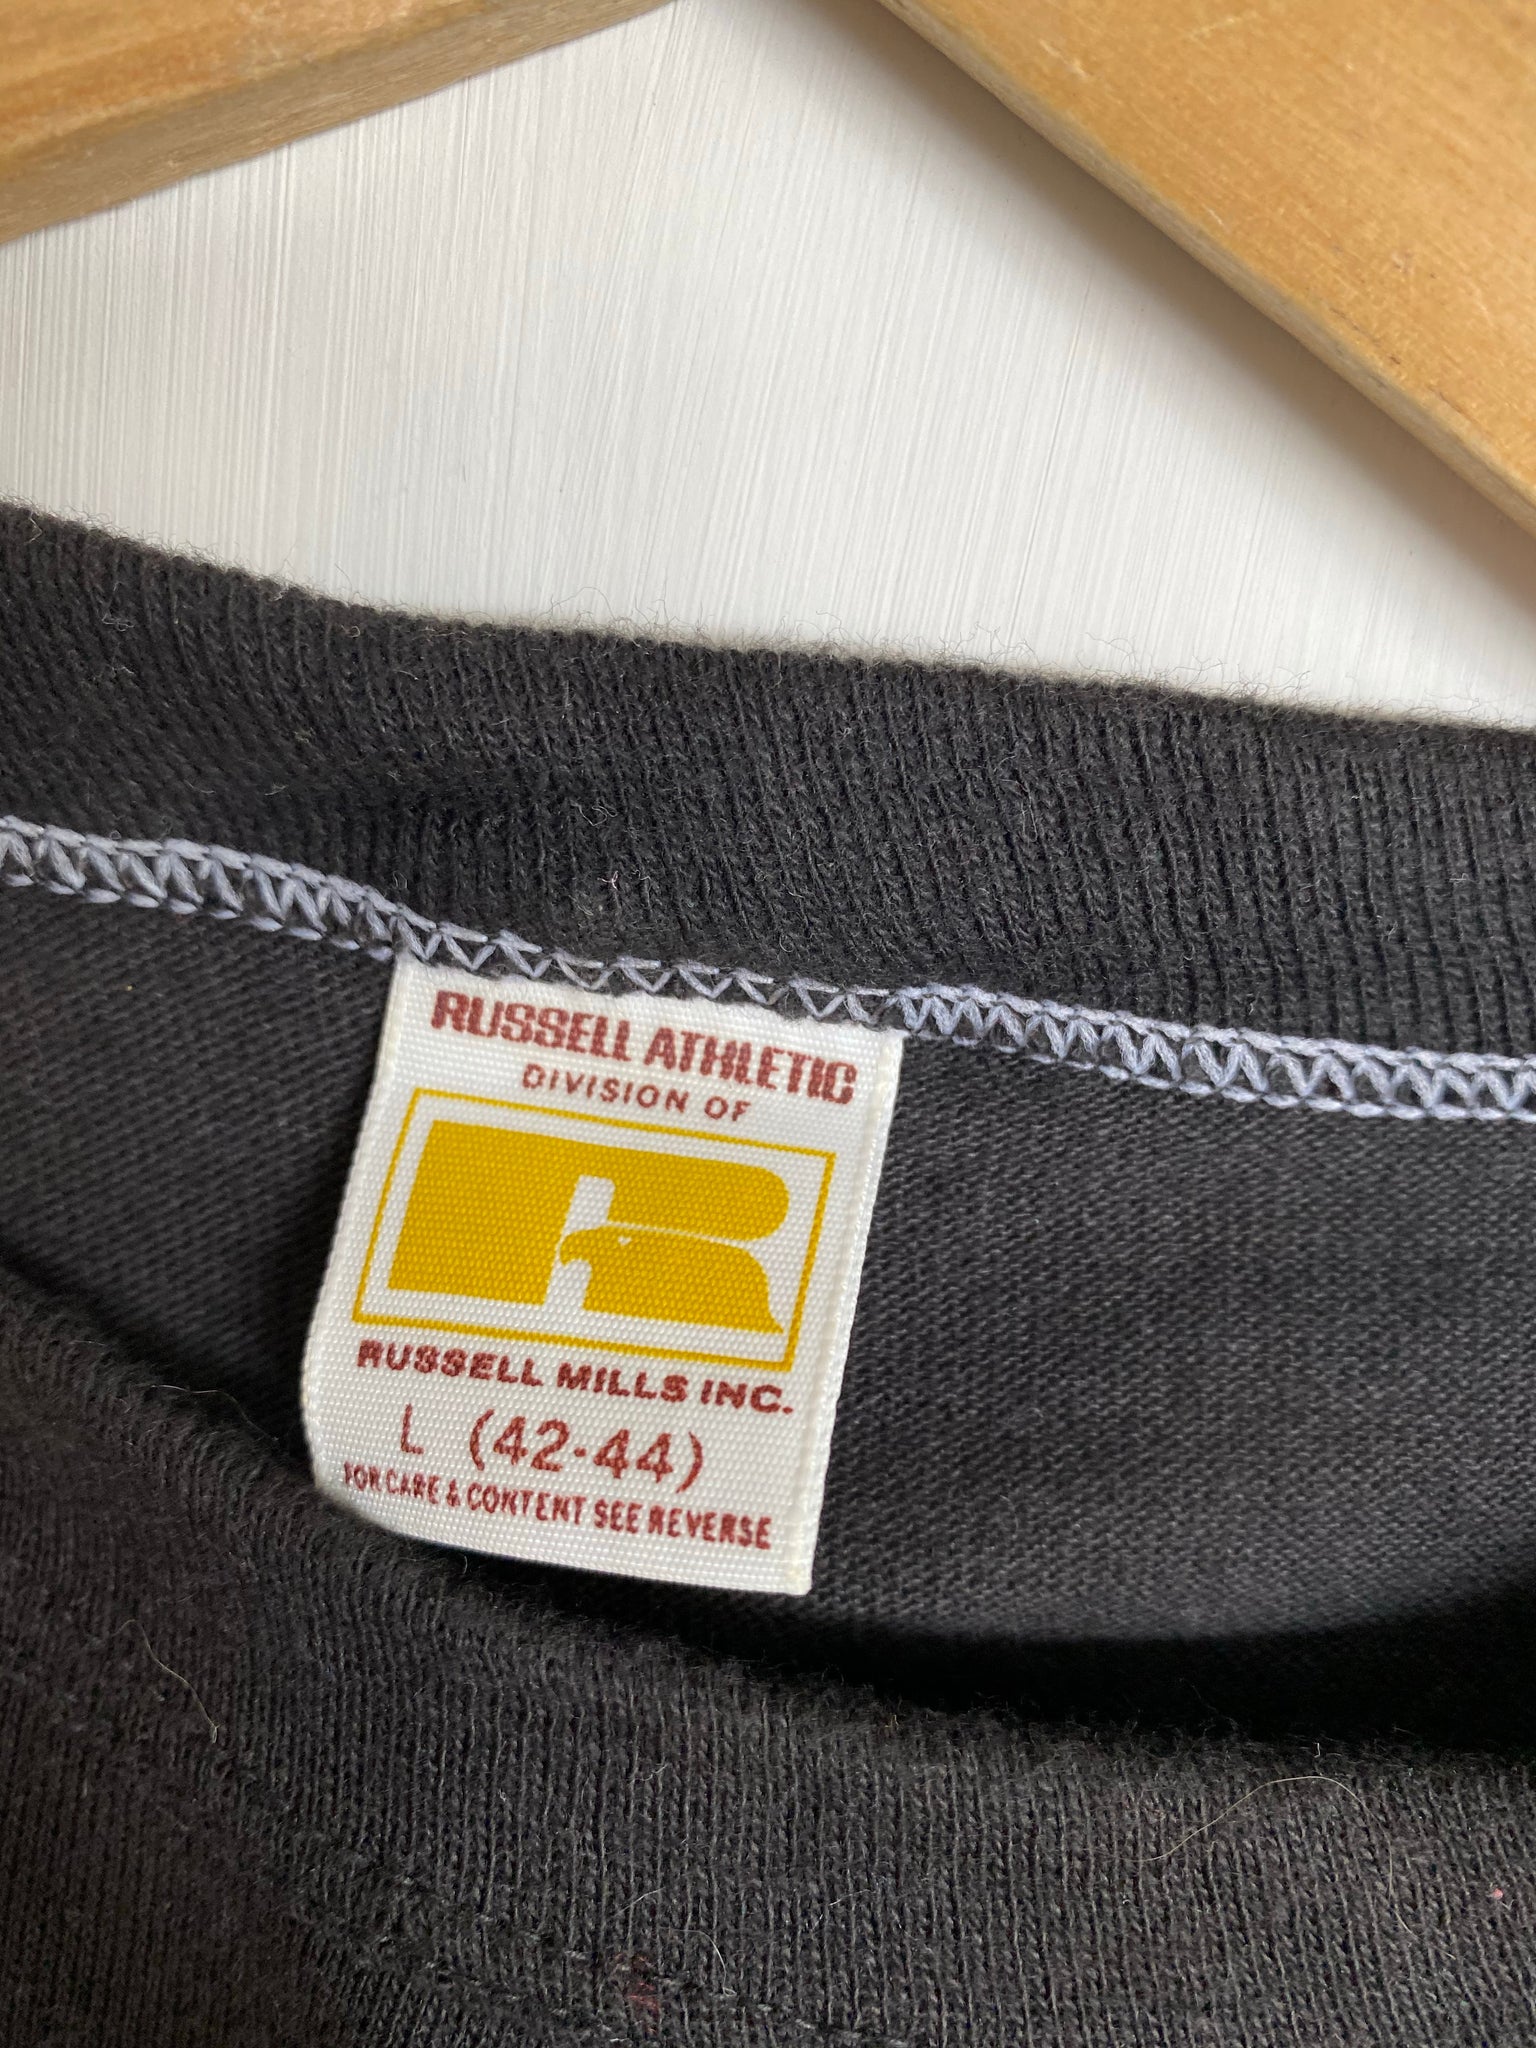 RUSSELL ATHLETIC
DIVISION OF
R
RUSSELL MILLS INC.
L (42-44)
FOR CARE & CONTENT SEE REVERSE